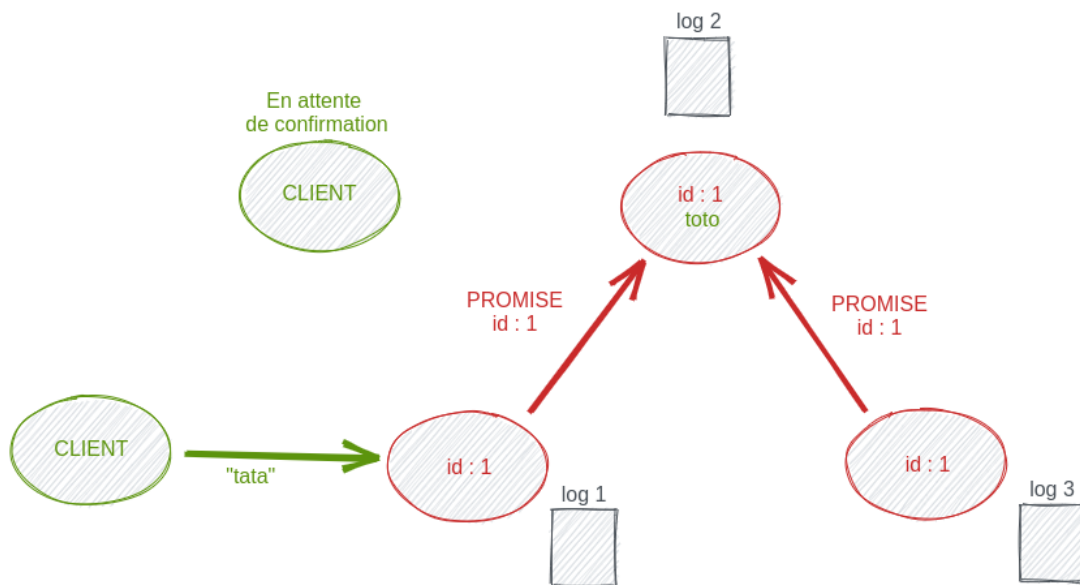 log 2
En attente
de confirmation
CLIENT
id : 1
toto
PROMISE
id : 1
PROMISE
id : 1
CLIENT
"tata"
id : 1
log 1
id : 1
log 3